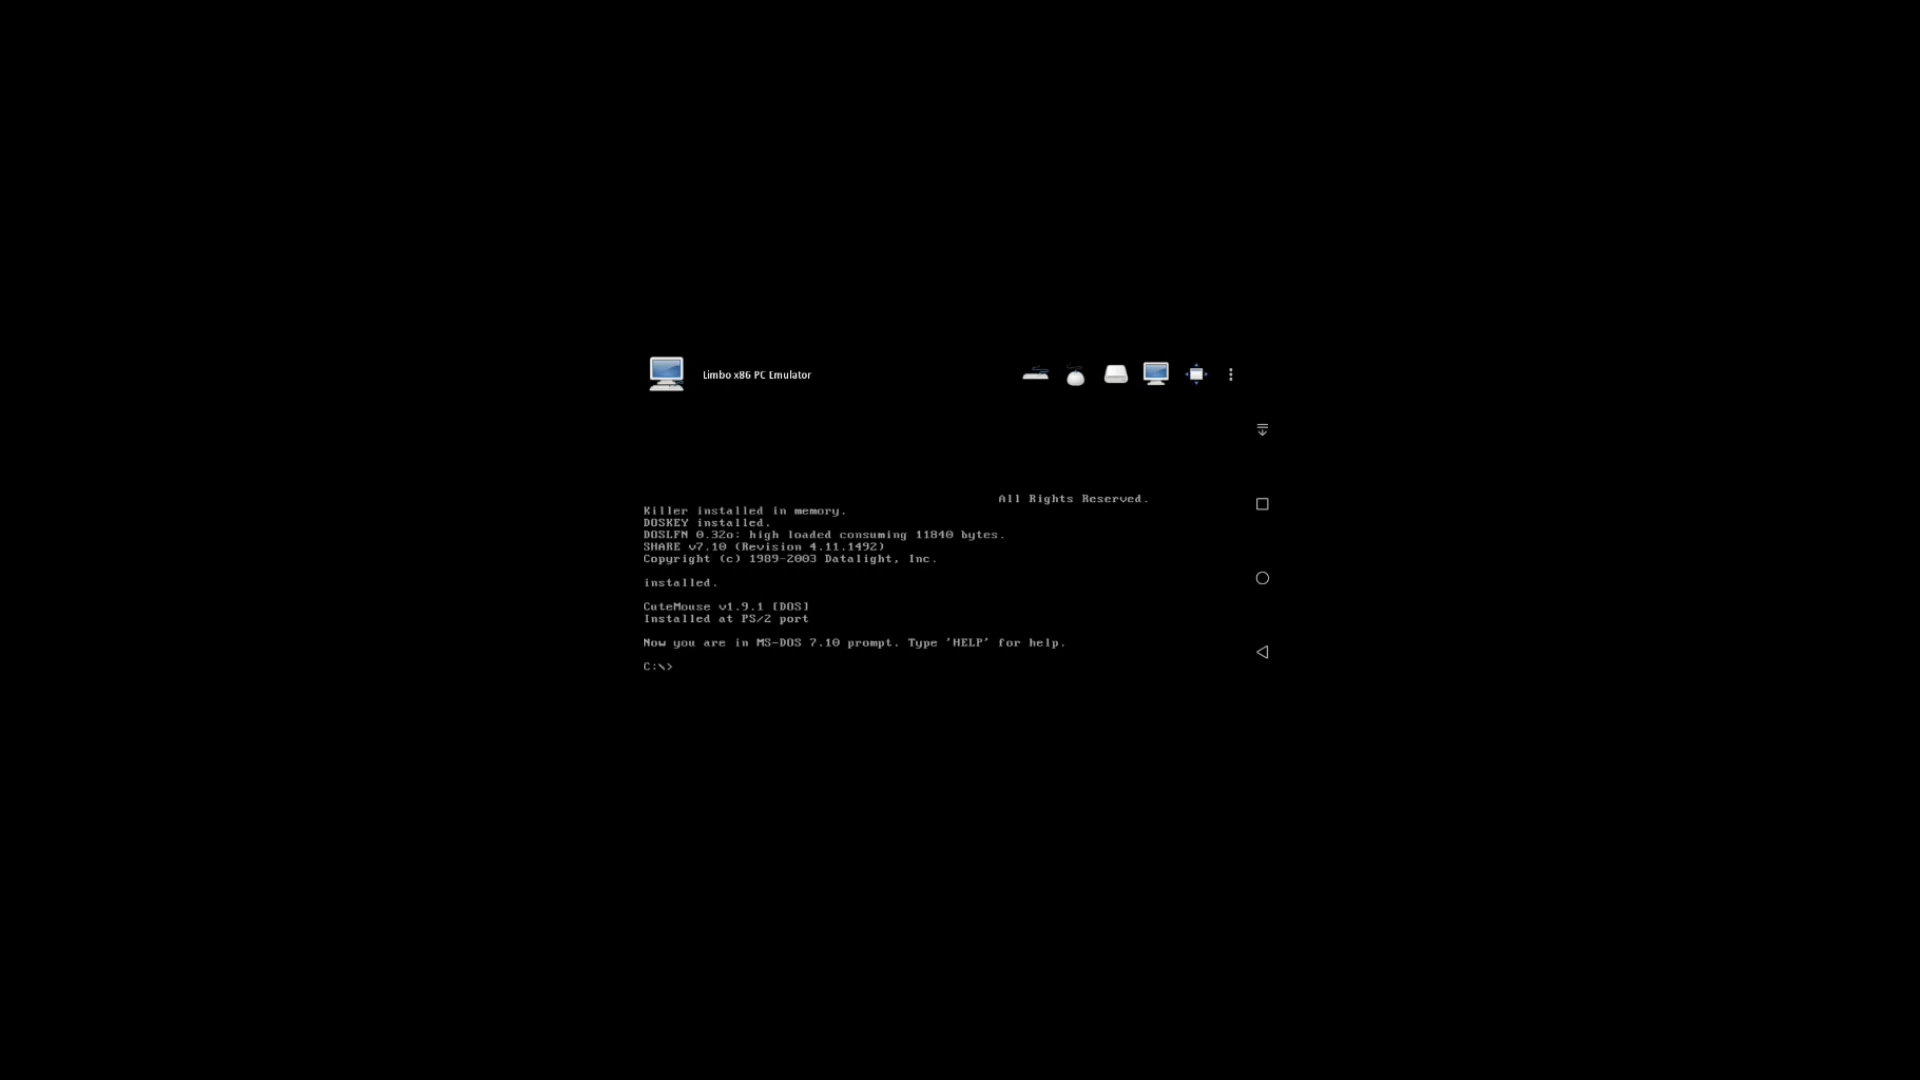 Limbo x86 PC Emulator
All Rights Reserved.
Killer installed in memory.
DOSKEY installed.
DOSLFN 0.32o: high loaded consuming 11840 bytes.
SHARE v7.10 (Revision 4.11.1492)
Copyright (c) 1989-2003 Datalight, Inc.
installed.
CuteMouse v1.9.1 [DOS]
Installed at PS/2 port
Now you are in MS-DOS 7.10 prompt. Type 'HELP' for help.
C:\>